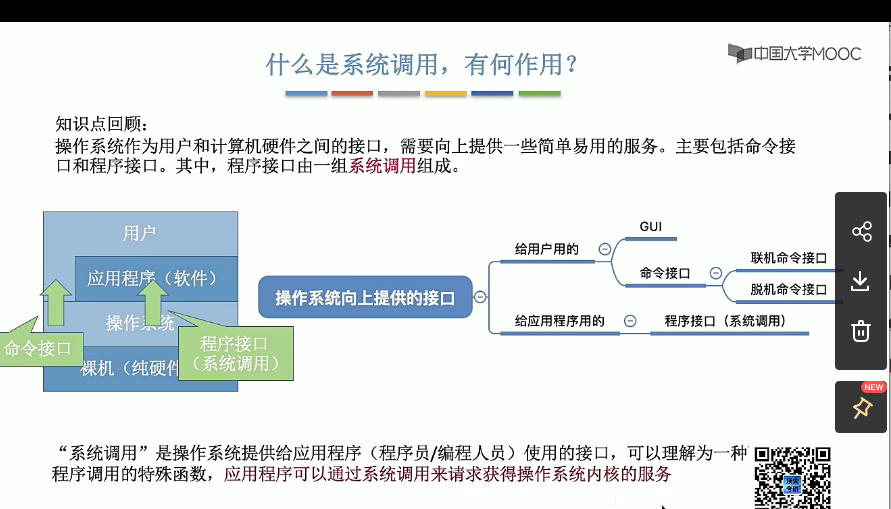 什么是系统调用，有何作用？
中国大学MOOC
知识点回顾：
操作系统作为用户和计算机硬件之间的接口，需要向上提供一些简单易用的服务。主要包括命令接
口和程序接口。其中，程序接口由一组系统调用组成。
用户
应用程序（软件）
操作系统
裸机（纯硬件
命令接口
程序接口
（系统调用）
操作系统向上提供的接口
给用户用的
GUI
命令接口
联机命令接口
脱机命令接口
给应用程序用的
程序接口（系统调用）
NEW
“系统调用”是操作系统提供给应用程序（程序员/编程人员）使用的接口，可以理解为一种
程序调用的特殊函数，应用程序可以通过系统调用来请求获得操作系统内核的服务